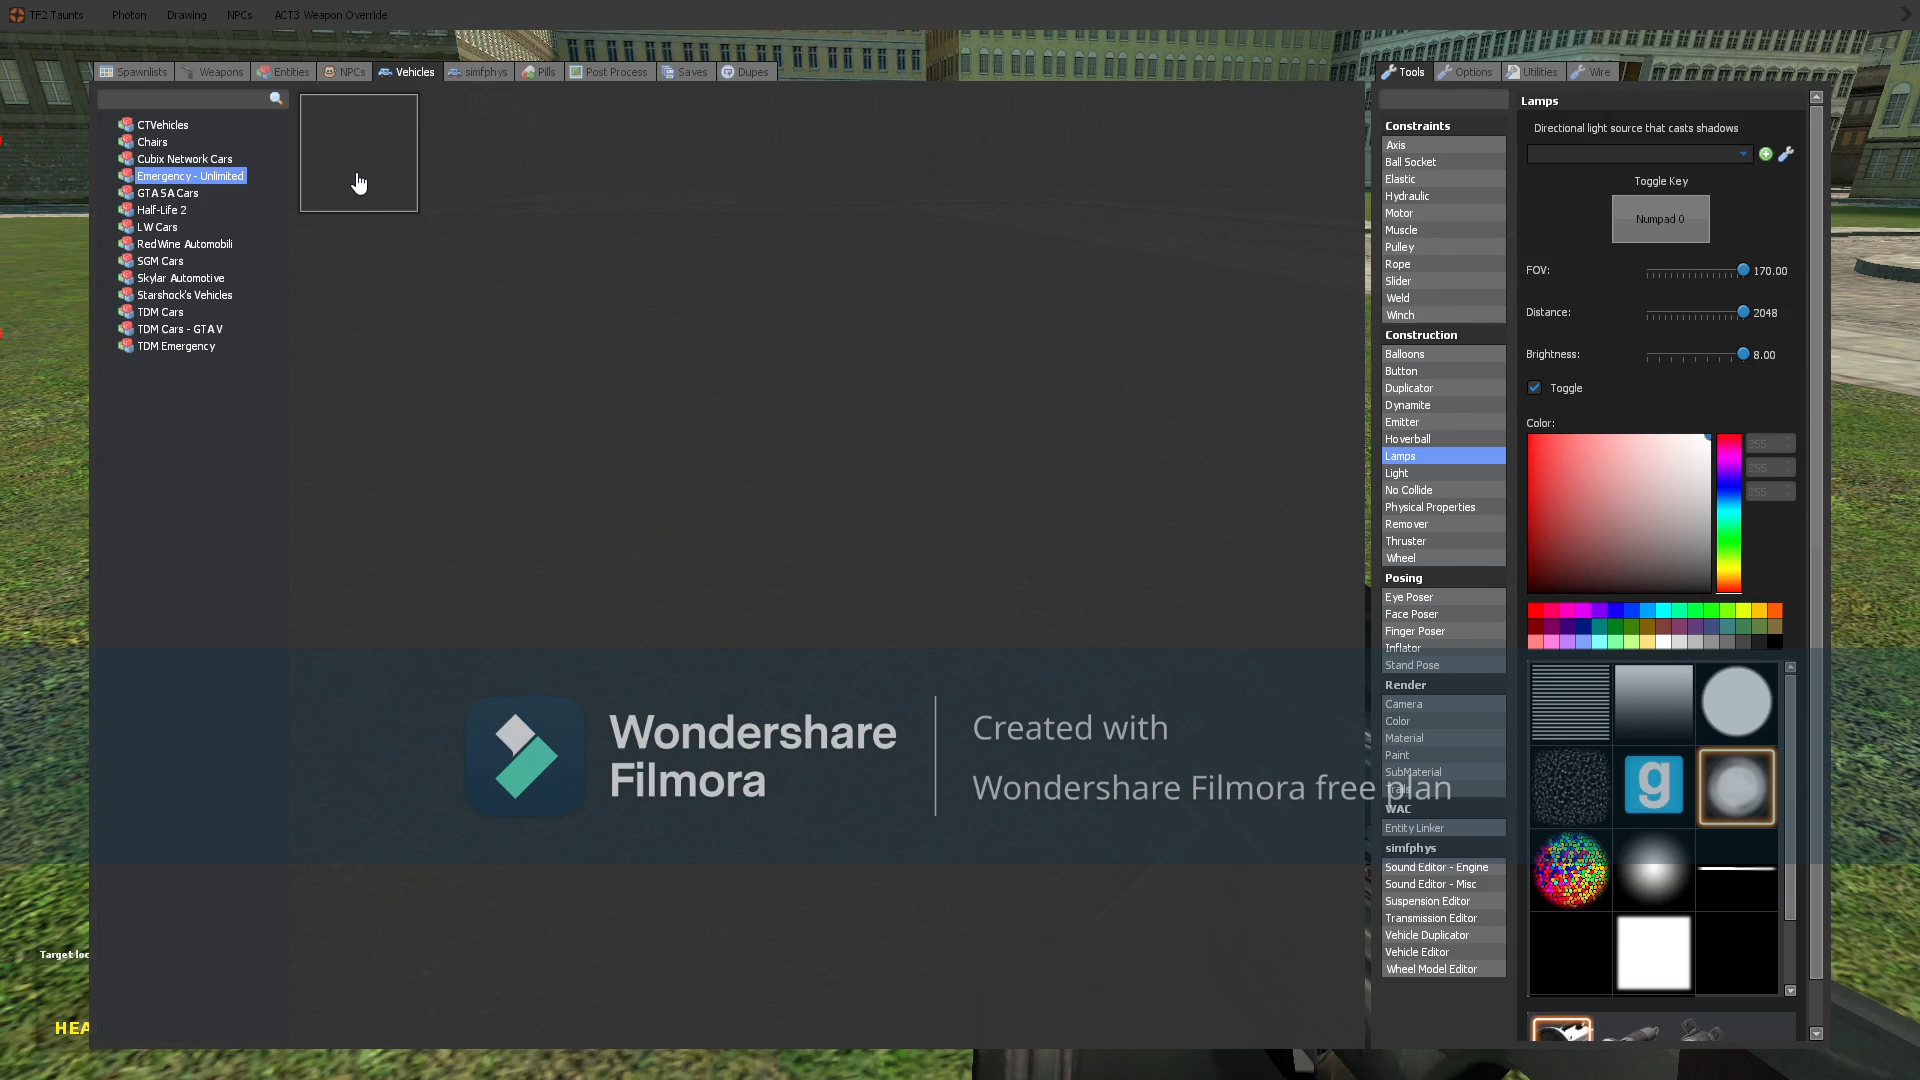 TF2 Taunts Photon Drawing NPCs ACT3 Weapon Override
Spawnlists Weapons Entities NPCs Vehicles simfphys Pills Post Process Saves Dupes
CTVehicles
Chairs
Cubix Network Cars
Emergency - Unlimited
GTA SA Cars
Half-Life 2
LW Cars
RedWine Automobili
SGM Cars
Skylar Automotive
Starshock's Vehicles
TDM Cars
TDM Cars - GTA V
TDM Emergency
Tools Options Utilities Wire
Constraints
Axis
Ball Socket
Elastic
Hydraulic
Motor
Muscle
Pulley
Rope
Slider
Weld
Winch
Construction
Balloons
Button
Duplicator
Dynamite
Emitter
Hoverball
Lamps
Light
No Collide
Physical Properties
Remover
Thruster
Wheel
Posing
Eye Poser
Face Poser
Finger Poser
Inflator
Stand Pose
Render
Camera
Color
Material
Paint
SubMaterial
Trails
WAC
Entity Linker
simfphys
Sound Editor - Engine
Sound Editor - Misc
Suspension Editor
Transmission Editor
Vehicle Duplicator
Vehicle Editor
Wheel Model Editor
Lamps
Directional light source that casts shadows
Toggle Key
Numpad 0
FOV: 170.00
Distance: 2048
Brightness: 8.00
Toggle
Color:
255
255
255
g
Wondershare
Filmora
Created with
Wondershare Filmora free plan
Target loc
HEA